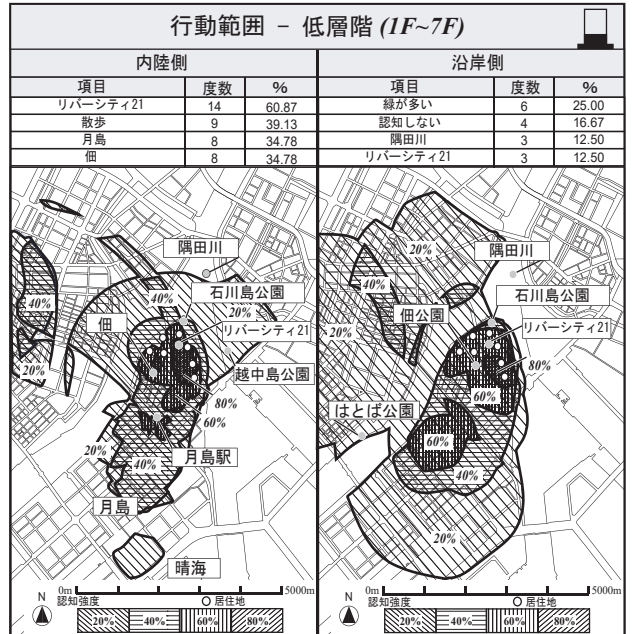 行動範囲 - 低層階 (1F~7F)
内陸側
項目 度数 %
リバーシティ21 14 60.87
散歩 9 39.13
月島 8 34.78
佃 8 34.78
沿岸側
項目 度数 %
緑が多い 6 25.00
認知しない 4 16.67
隅田川 3 12.50
リバーシティ21 3 12.50
隅田川
石川島公園
20%
リバーシティ21
40%
40%
佃
20%
越中島公園
80%
60%
月島駅
20%
40%
月島
晴海
20%
隅田川
40%
石川島公園
佃公園
リバーシティ21
20%
80%
60%
はとば公園
60%
40%
20%
N
0m 5000m
認知強度 居住地
20% 40% 60% 80%
N
0m 5000m
認知強度 居住地
20% 40% 60% 80%